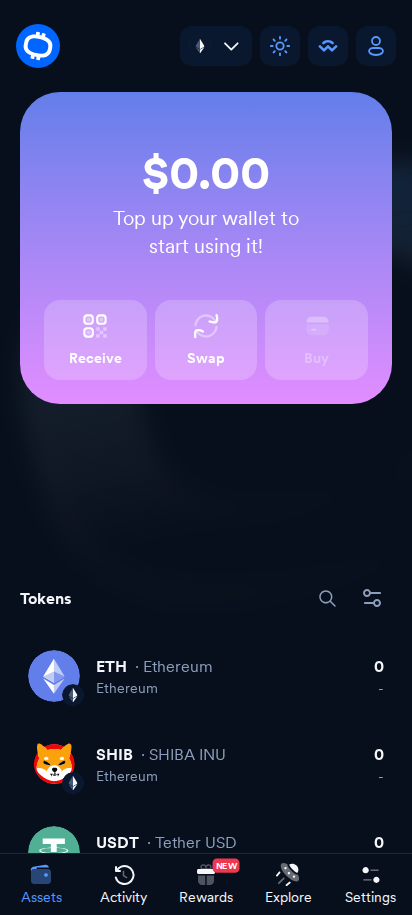 $0.00
Top up your wallet to
start using it!
Receive
Swap
Buy
Tokens
ETH · Ethereum
0
Ethereum
-
SHIB · SHIBA INU
0
Ethereum
-
USDT · Tether USD
0
NEW
Assets
Activity
Rewards
Explore
Settings